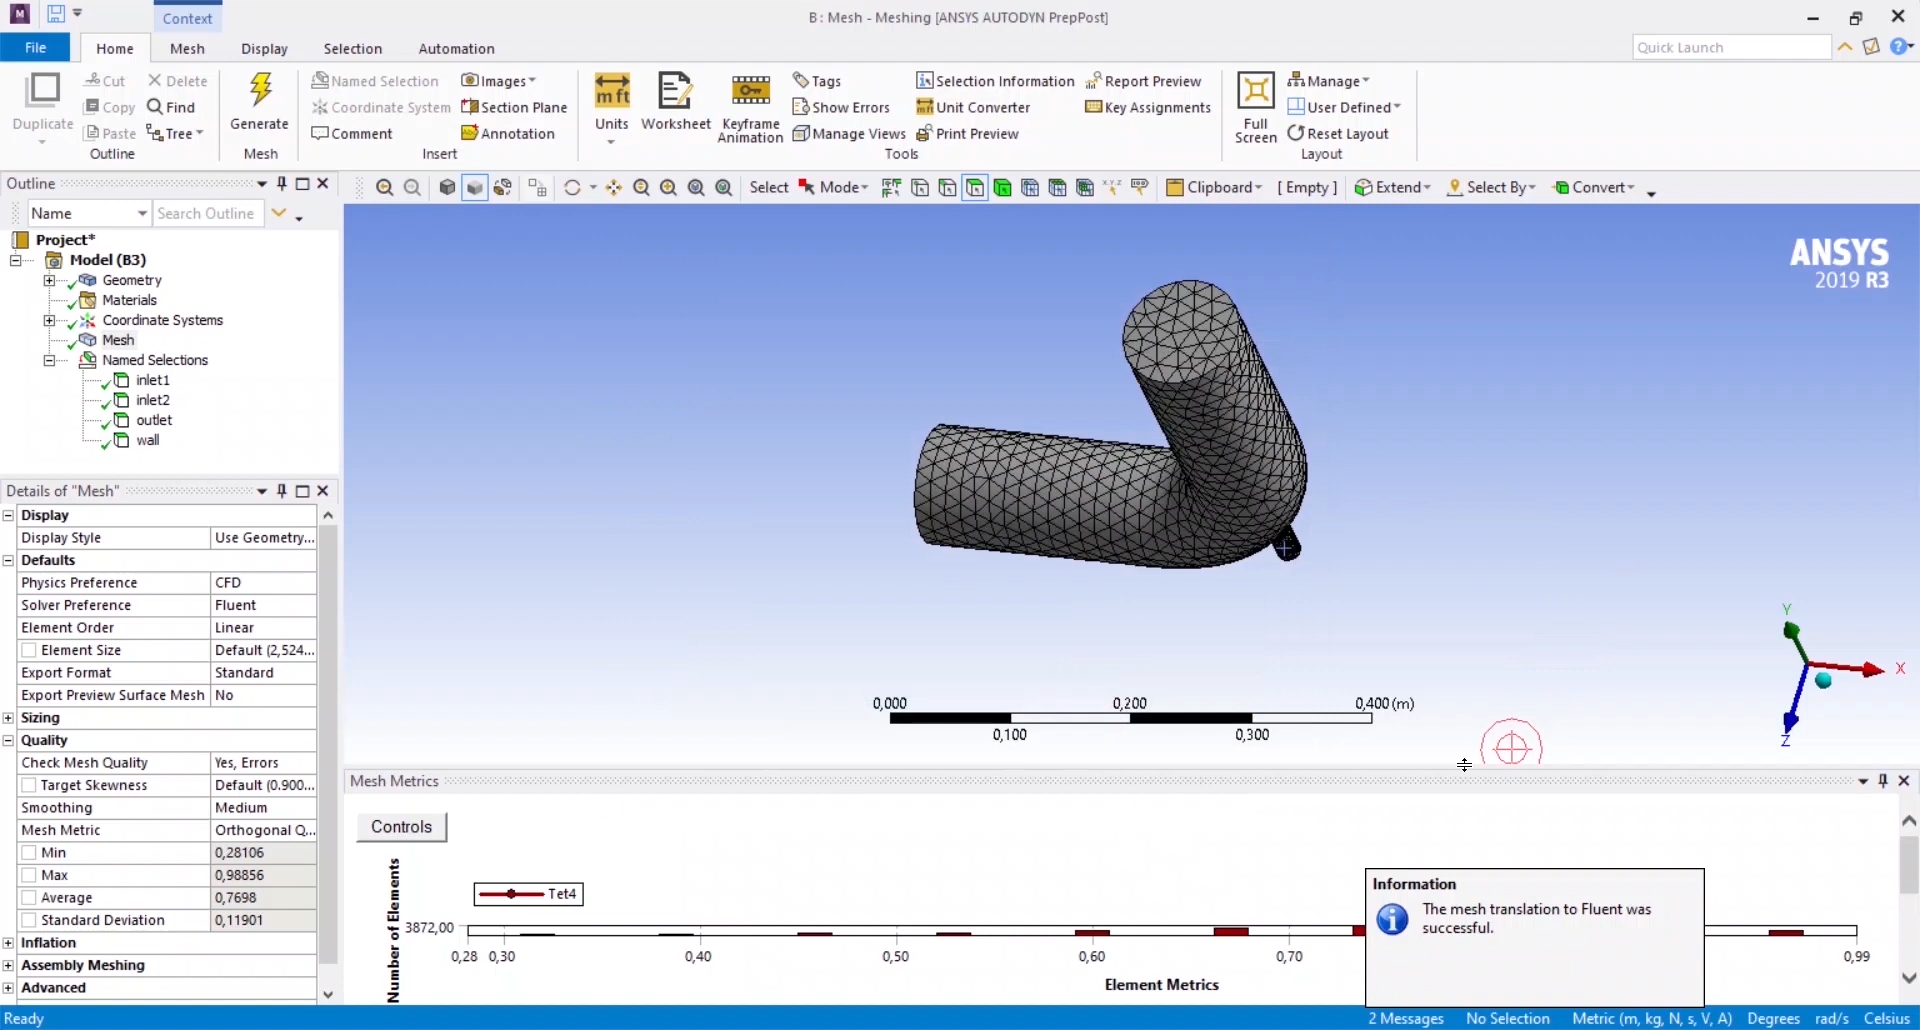 M
Context
B : Mesh - Meshing [ANSYS AUTODYN PrepPost]
File Home Mesh Display Selection Automation
Quick Launch
Duplicate Cut Copy Paste Delete Find Tree
Outline
Generate
Mesh
Named Selection Images
Coordinate System Section Plane
Comment Annotation
Insert
Units Worksheet Keyframe Animation
Tags Selection Information Report Preview
Show Errors Unit Converter Key Assignments
Manage Views Print Preview
Tools
Full Screen Manage
User Defined
Reset Layout
Layout
Outline
Select Mode Clipboard [ Empty ] Extend Select By Convert
Name Search Outline
Project*
Model (B3)
Geometry
Materials
Coordinate Systems
Mesh
Named Selections
inlet1
inlet2
outlet
wall
ANSYS
2019 R3
Details of "Mesh"
Display
Display Style Use Geometry...
Defaults
Physics Preference CFD
Solver Preference Fluent
Element Order Linear
Element Size Default (2,524...
Export Format Standard
Export Preview Surface Mesh No
Sizing
Quality
Check Mesh Quality Yes, Errors
Target Skewness Default (0.900...
Smoothing Medium
Mesh Metric Orthogonal Q...
Min 0,28106
Max 0,98856
Average 0,7698
Standard Deviation 0,11901
Inflation
Assembly Meshing
Advanced
0,000 0,200 0,400 (m)
0,100 0,300
Y
X
Z
Mesh Metrics
Controls
Number of Elements
Tet4
3872,00
0,28 0,30 0,40 0,50 0,60 0,70 0,99
Element Metrics
Information
The mesh translation to Fluent was
successful.
Ready 2 Messages No Selection Metric (m, kg, N, s, V, A) Degrees rad/s Celsius